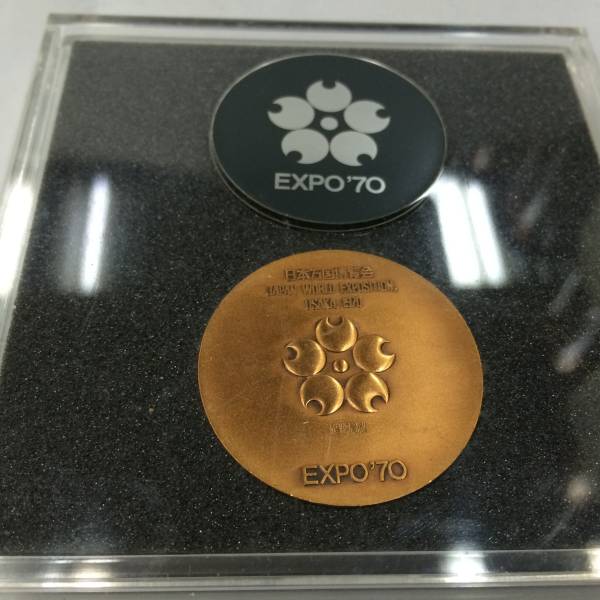 EXPO'70
日本万国博覧会
JAPAN WORLD EXPOSITION,
OSAKA, 1970
EXPO'70